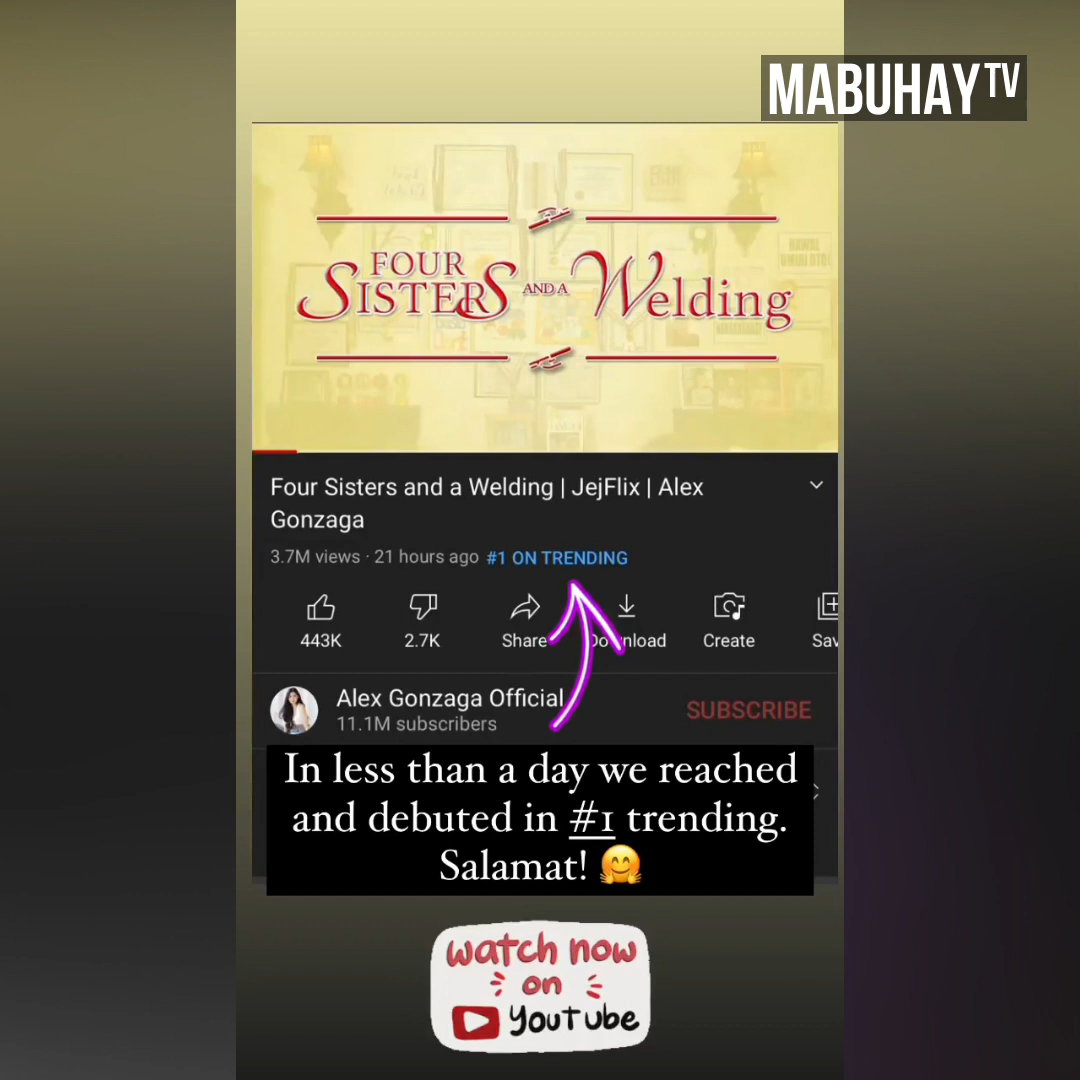 MABUHAY TV
FOUR
SISTERS AND A Welding
Four Sisters and a Welding | JejFlix | Alex
Gonzaga
3.7M views · 21 hours ago #1 ON TRENDING
443K 2.7K Share Download Create Sav
Alex Gonzaga Official
11.1M subscribers
SUBSCRIBE
In less than a day we reached
and debuted in #1 trending.
Salamat! 🤗
watch now
on
YouTube